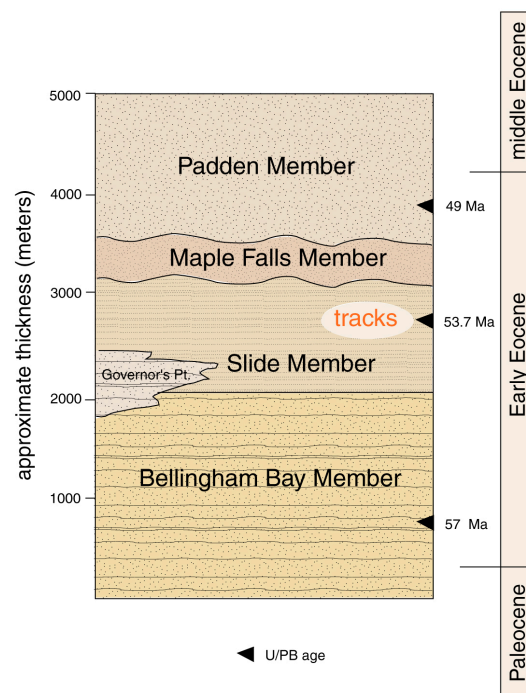 middle Eocene
5000
Padden Member
4000
49 Ma
Maple Falls Member
3000
tracks
53.7 Ma
Early Eocene
approximate thickness (meters)
Slide Member
Governor's Pt.
2000
Bellingham Bay Member
1000
57 Ma
Paleocene
U/PB age